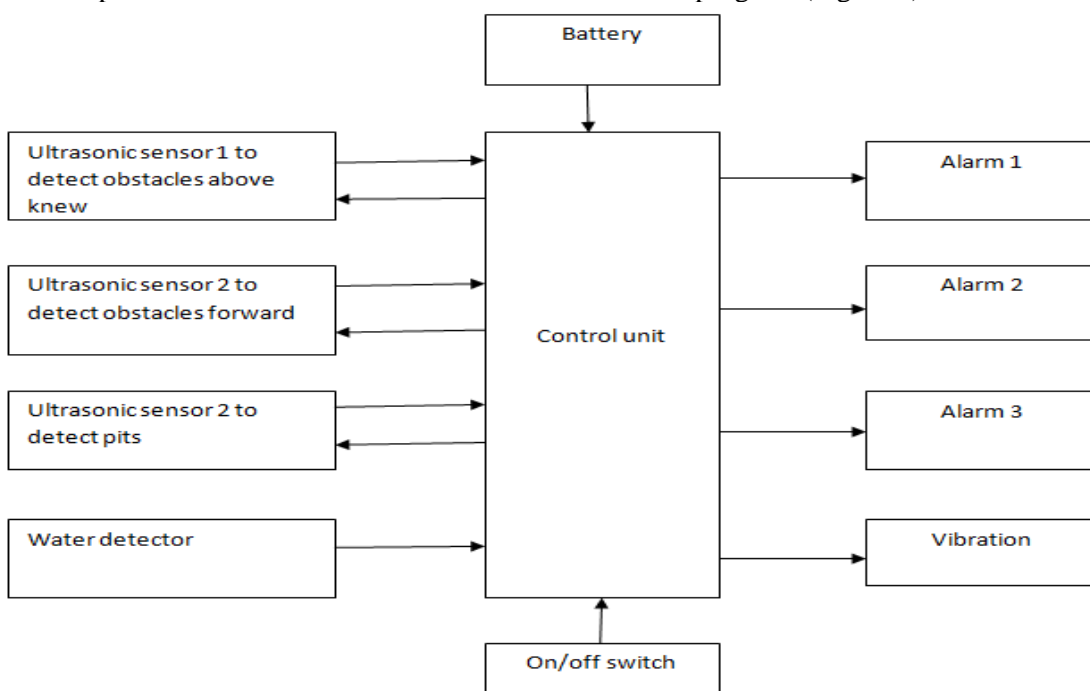 Battery
Ultrasonic sensor 1 to
detect obstacles above
knew
Ultrasonic sensor 2 to
detect obstacles forward
Ultrasonic sensor 2 to
detect pits
Water detector
Control unit
Alarm 1
Alarm 2
Alarm 3
Vibration
On/off switch